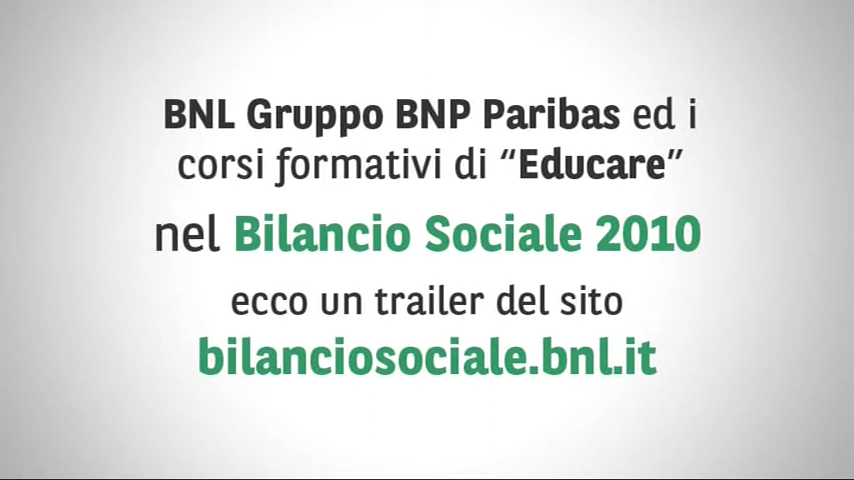 BNL Gruppo BNP Paribas ed i
corsi formativi di “Educare”
nel Bilancio Sociale 2010
ecco un trailer del sito
bilanciosociale.bnl.it